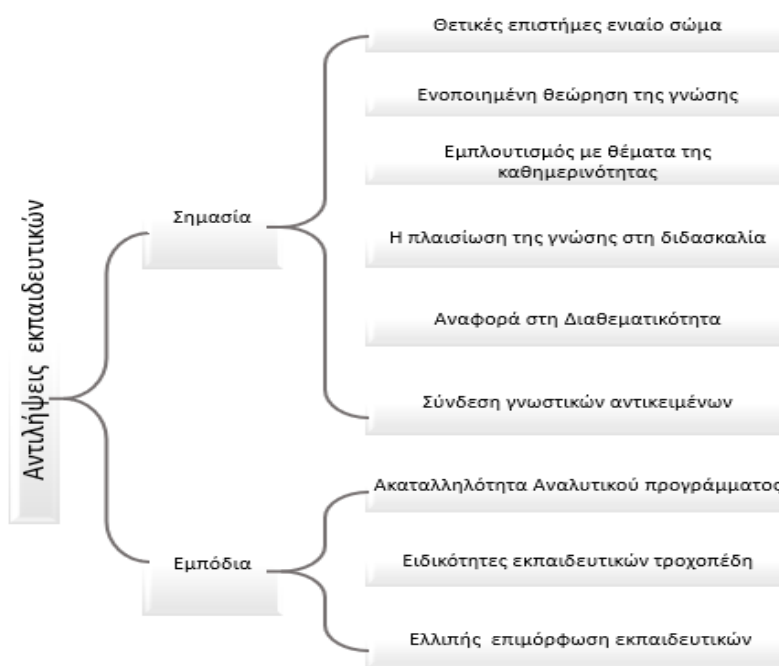 Αντιλήψεις εκπαιδευτικών
Σημασία
Θετικές επιστήμες ενιαίο σώμα
Ενοποιημένη θεώρηση της γνώσης
Εμπλουτισμός με θέματα της
καθημερινότητας
Η πλαισίωση της γνώσης στη διδασκαλία
Αναφορά στη Διαθεματικότητα
Σύνδεση γνωστικών αντικειμένων
Εμπόδια
Ακαταλληλότητα Αναλυτικού προγράμματος
Ειδικότητες εκπαιδευτικών τροχοπέδη
Ελλιπής επιμόρφωση εκπαιδευτικών